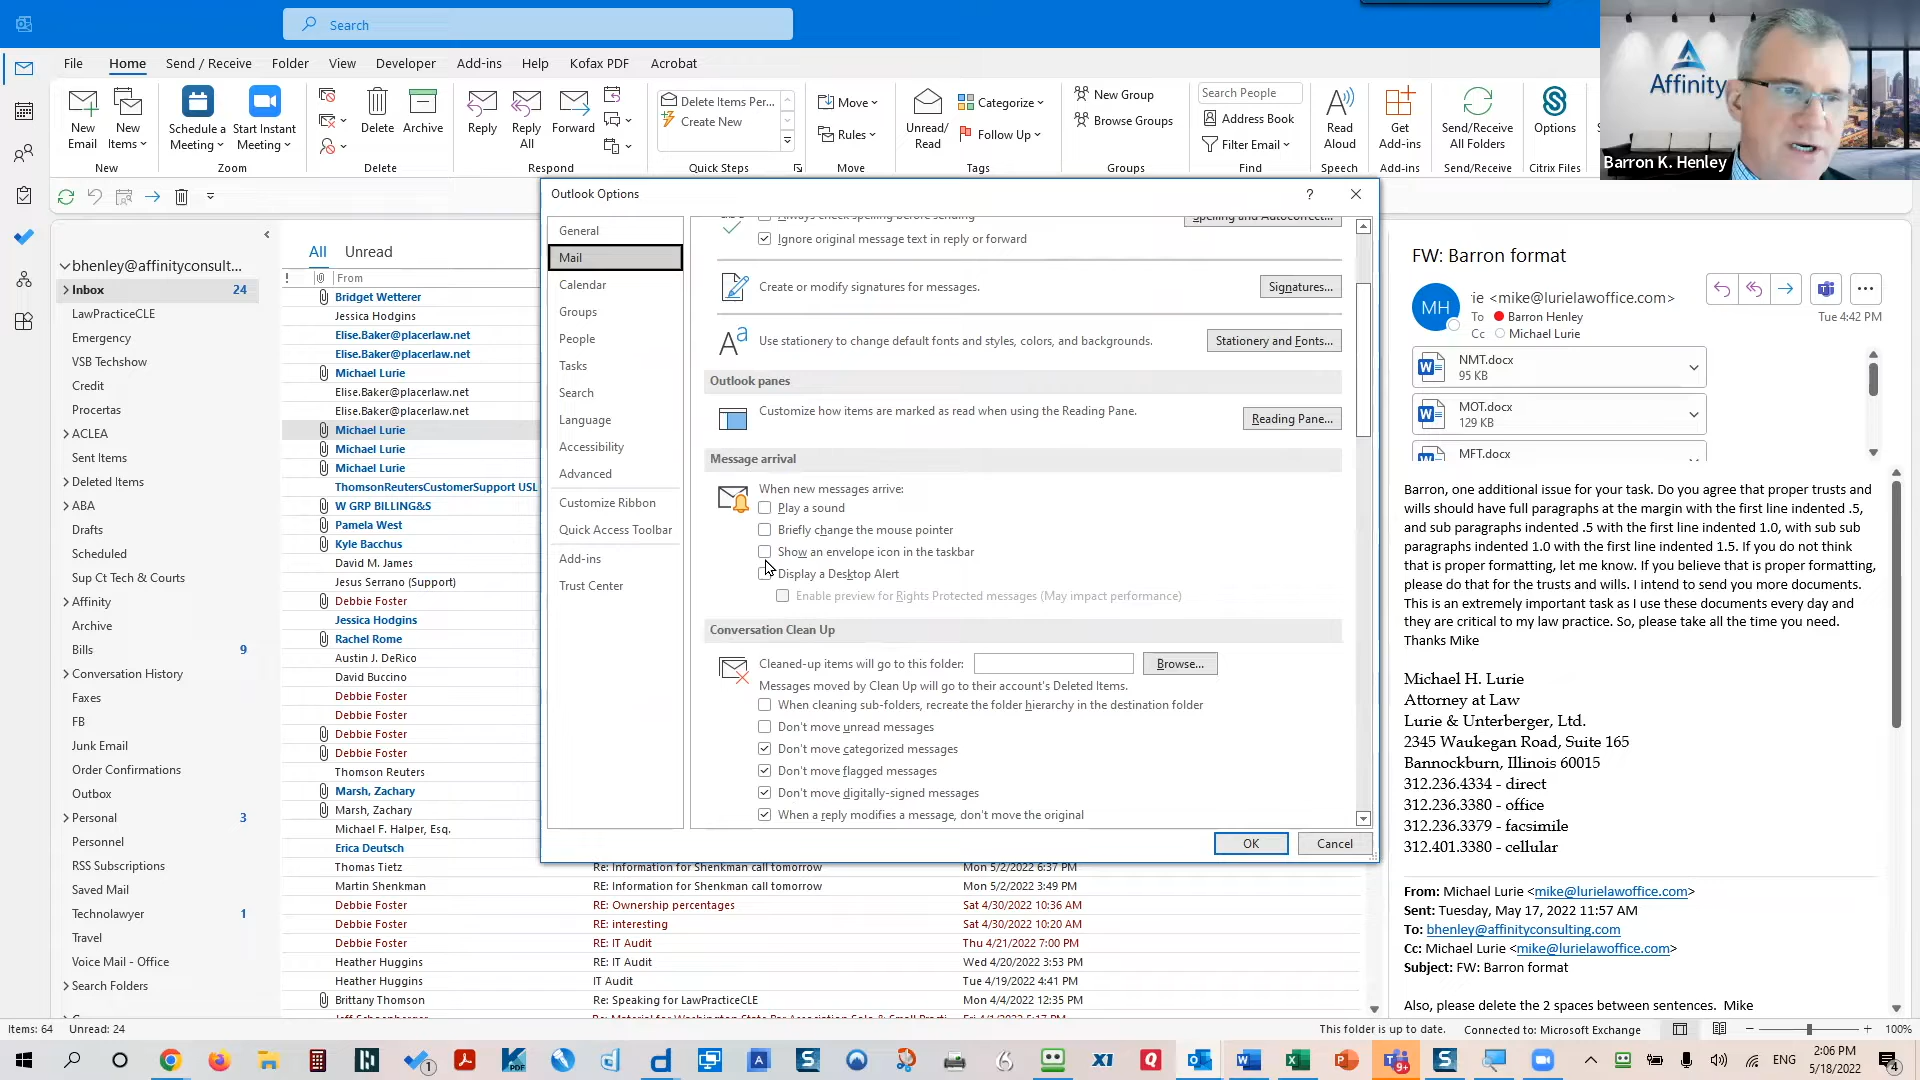 Search
File Home Send / Receive Folder View Developer Add-ins Help Kofax PDF Acrobat
New Email
New Items
New
Schedule a Meeting
Start Instant Meeting
Zoom
Delete
Archive
Delete
Reply
Reply All
Forward
Respond
Delete Items Per...
Create New
Quick Steps
Move
Rules
Move
Unread/ Read
Categorize
Follow Up
Tags
New Group
Browse Groups
Groups
Search People
Address Book
Filter Email
Find
Read Aloud
Speech
Get Add-ins
Add-ins
Send/Receive All Folders
Send/Receive
Options
Citrix Files
Affinity
Barron K. Henley
bhenley@affinityconsult...
Inbox 24
LawPracticeCLE
Emergency
VSB Techshow
Credit
Procertas
ACLEA
Sent Items
Deleted Items
ABA
Drafts
Scheduled
Sup Ct Tech & Courts
Affinity
Archive
Bills 9
Conversation History
Faxes
FB
Junk Email
Order Confirmations
Outbox
Personal 3
Personnel
RSS Subscriptions
Saved Mail
Technolawyer 1
Travel
Voice Mail - Office
Search Folders
All Unread
! From
Bridget Wetterer
Jessica Hodgins
Elise.Baker@placerlaw.net
Elise.Baker@placerlaw.net
Michael Lurie
Elise.Baker@placerlaw.net
Elise.Baker@placerlaw.net
Michael Lurie
Michael Lurie
Michael Lurie
ThomsonReutersCustomerSupport USL
W GRP BILLING&S
Pamela West
Kyle Bacchus
David M. James
Jesus Serrano (Support)
Debbie Foster
Jessica Hodgins
Rachel Rome
Austin J. DeRico
David Buccino
Debbie Foster
Debbie Foster
Debbie Foster
Debbie Foster
Thomson Reuters
Marsh, Zachary
Marsh, Zachary
Michael F. Halper, Esq.
Erica Deutsch
Thomas Tietz RE: Information for Shenkman call tomorrow Mon 5/2/2022 6:37 PM
Martin Shenkman RE: Information for Shenkman call tomorrow Mon 5/2/2022 3:49 PM
Debbie Foster RE: Ownership percentages Sat 4/30/2022 10:36 AM
Debbie Foster RE: interesting Sat 4/30/2022 10:20 AM
Debbie Foster RE: IT Audit Thu 4/21/2022 7:00 PM
Heather Huggins RE: IT Audit Wed 4/20/2022 3:53 PM
Heather Huggins IT Audit Tue 4/19/2022 4:41 PM
Brittany Thomson Re: Speaking for LawPracticeCLE Mon 4/4/2022 12:35 PM
Outlook Options ?
General
Mail
Calendar
Groups
People
Tasks
Search
Language
Accessibility
Advanced
Customize Ribbon
Quick Access Toolbar
Add-ins
Trust Center
Always check spelling before sending Spelling and Autocorrect...
Ignore original message text in reply or forward
Create or modify signatures for messages. Signatures...
Use stationery to change default fonts and styles, colors, and backgrounds. Stationery and Fonts...
Outlook panes
Customize how items are marked as read when using the Reading Pane. Reading Pane...
Message arrival
When new messages arrive:
Play a sound
Briefly change the mouse pointer
Show an envelope icon in the taskbar
Display a Desktop Alert
Enable preview for Rights Protected messages (May impact performance)
Conversation Clean Up
Cleaned-up items will go to this folder: Browse...
Messages moved by Clean Up will go to their account's Deleted Items.
When cleaning sub-folders, recreate the folder hierarchy in the destination folder
Don't move unread messages
Don't move categorized messages
Don't move flagged messages
Don't move digitally-signed messages
When a reply modifies a message, don't move the original
OK Cancel
FW: Barron format
MH
ie <mike@lurielawoffice.com>
To Barron Henley
Cc Michael Lurie
Tue 4:42 PM
NMT.docx
95 KB
MOT.docx
129 KB
MFT.docx
Barron, one additional issue for your task. Do you agree that proper trusts and
wills should have full paragraphs at the margin with the first line indented .5,
and sub paragraphs indented .5 with the first line indented 1.0, with sub sub
paragraphs indented 1.0 with the first line indented 1.5. If you do not think
that is proper formatting, let me know. If you believe that is proper formatting,
please do that for the trusts and wills. I intend to send you more documents.
This is an extremely important task as I use these documents every day and
they are critical to my law practice. So, please take all the time you need.
Thanks Mike
Michael H. Lurie
Attorney at Law
Lurie & Unterberger, Ltd.
2345 Waukegan Road, Suite 165
Bannockburn, Illinois 60015
312.236.4334 - direct
312.236.3380 - office
312.236.3379 - facsimile
312.401.3380 - cellular
From: Michael Lurie <mike@lurielawoffice.com>
Sent: Tuesday, May 17, 2022 11:57 AM
To: bhenley@affinityconsulting.com
Cc: Michael Lurie <mike@lurielawoffice.com>
Subject: FW: Barron format
Also, please delete the 2 spaces between sentences. Mike
Items: 64 Unread: 24 This folder is up to date. Connected to: Microsoft Exchange 100%
ENG 2:06 PM
5/18/2022